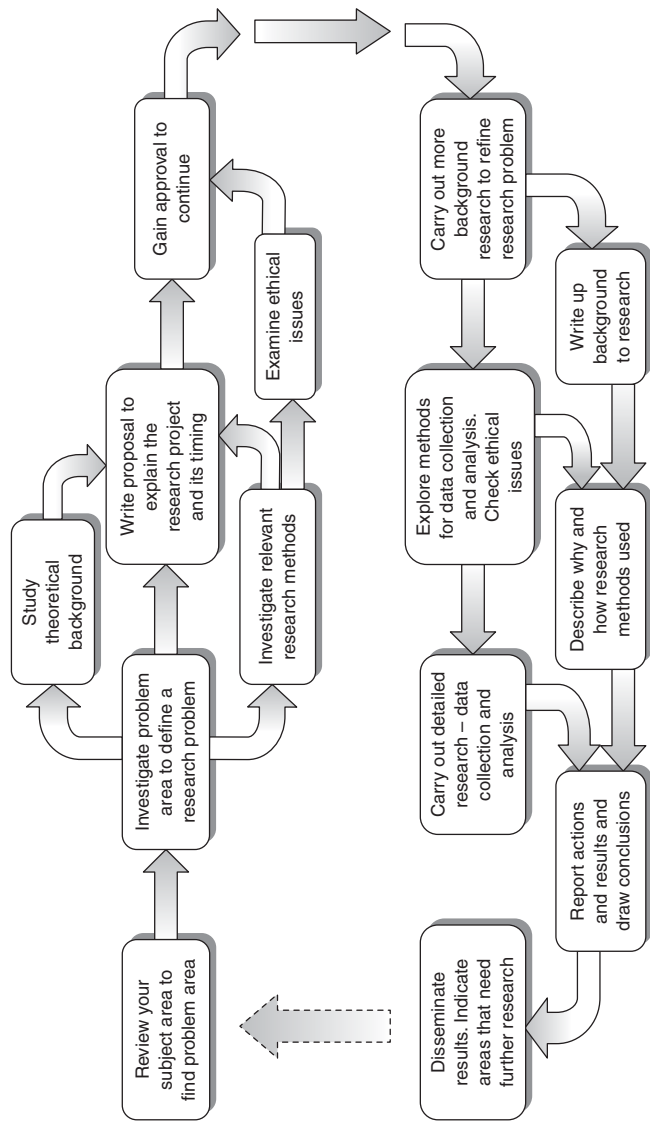 Review your
subject area to
find problem area
Investigate problem
area to define a
research problem
Study
theoretical
background
Investigate relevant
research methods
Write proposal to
explain the
research project
and its timing
Examine ethical
issues
Gain approval to
continue
Carry out more
background
research to refine
research problem
Write up
background
to research
Explore methods
for data collection
and analysis.
Check ethical
issues
Describe why and
how research
methods used
Carry out detailed
research – data
collection and
analysis
Report actions
and results and
draw conclusions
Disseminate
results. Indicate
areas that need
further research